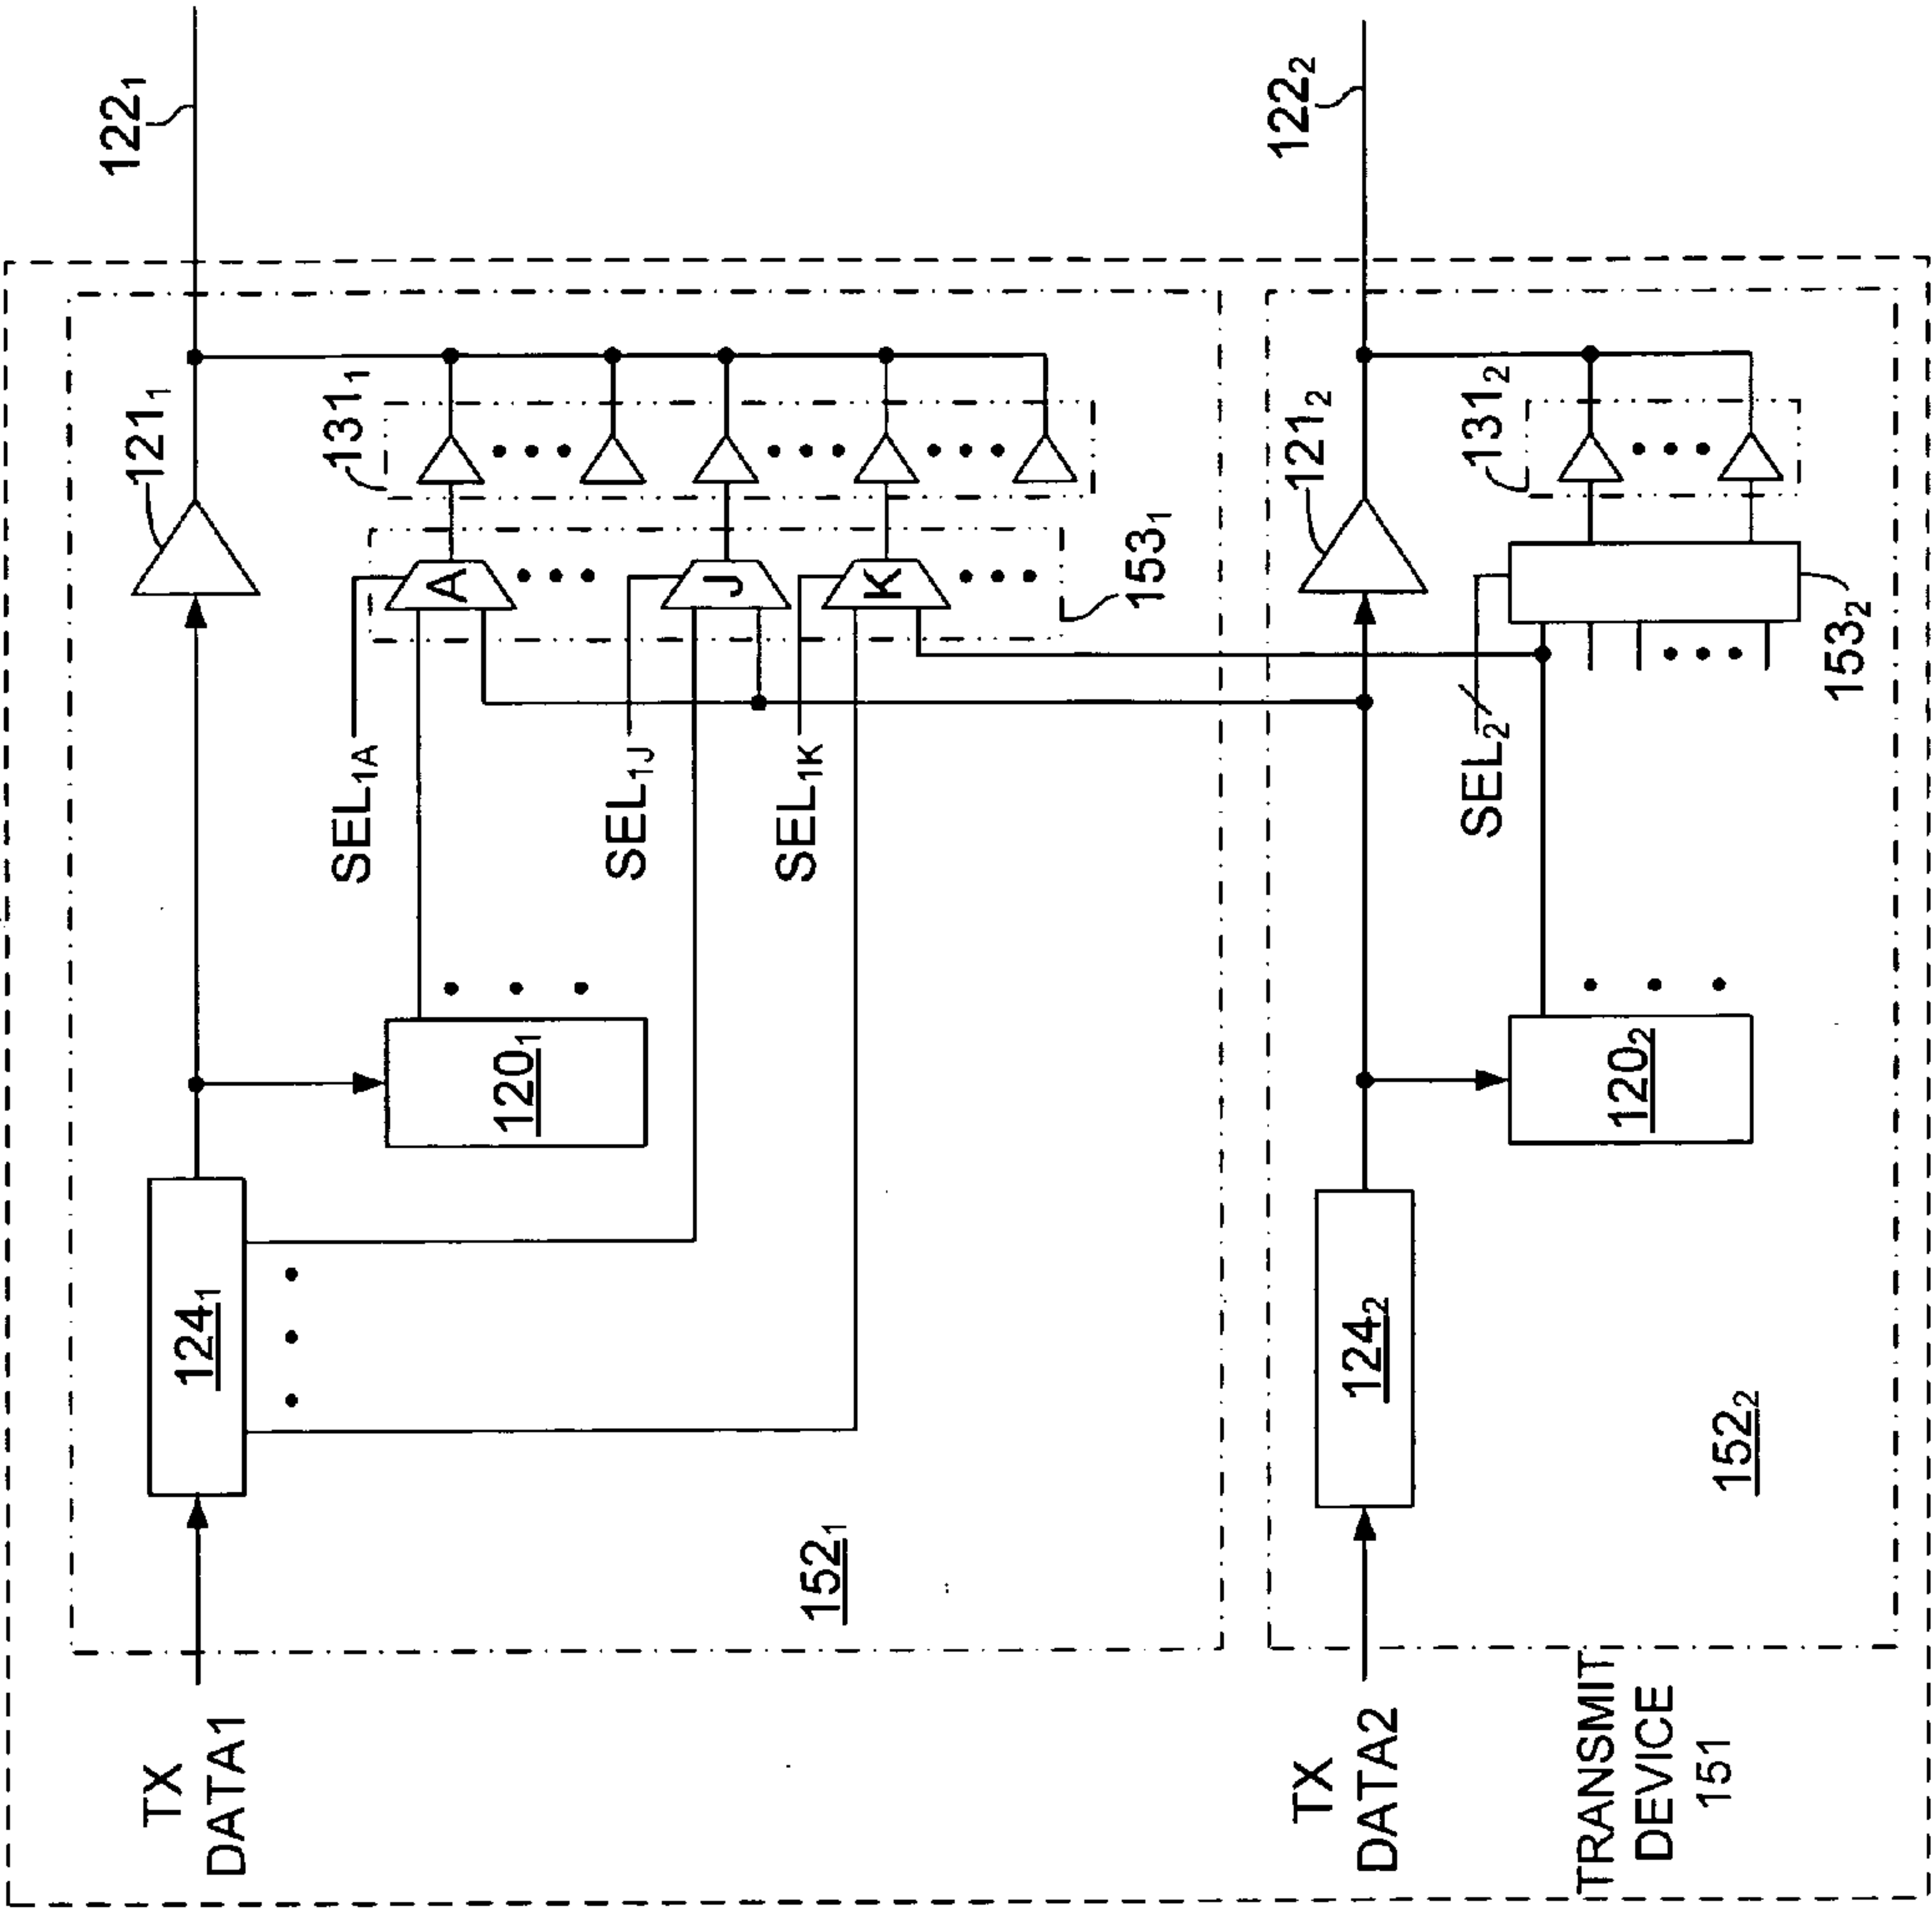 TX
DATA1
124₁
120₁
121₁
122₁
131₁
SEL₁A
SEL₁J
SEL₁K
A
J
K
153₁
152₁
TX
DATA2
124₂
120₂
121₂
122₂
131₂
SEL₂
153₂
152₂
TRANSMIT
DEVICE
151